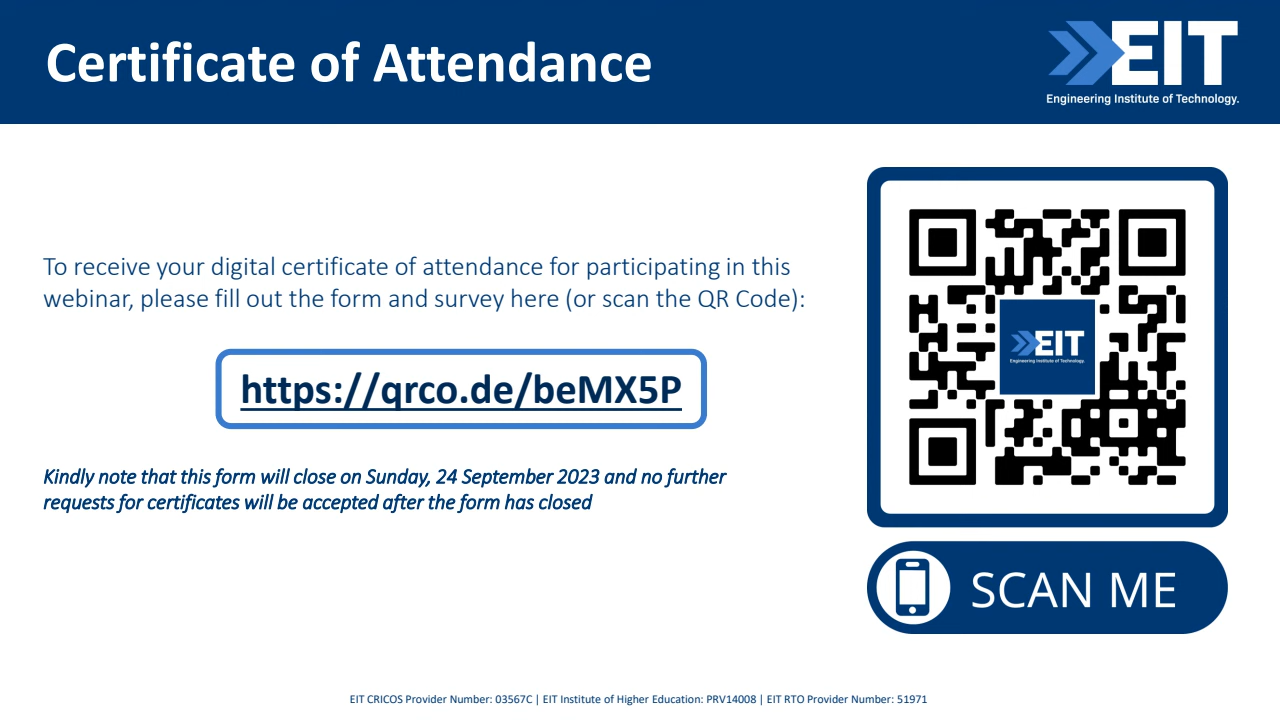 Certificate of Attendance
EIT
Engineering Institute of Technology.
To receive your digital certificate of attendance for participating in this
webinar, please fill out the form and survey here (or scan the QR Code):
https://qrco.de/beMX5P
Kindly note that this form will close on Sunday, 24 September 2023 and no further
requests for certificates will be accepted after the form has closed
EIT
Engineering Institute of Technology.
SCAN ME
EIT CRICOS Provider Number: 03567C | EIT Institute of Higher Education: PRV14008 | EIT RTO Provider Number: 51971